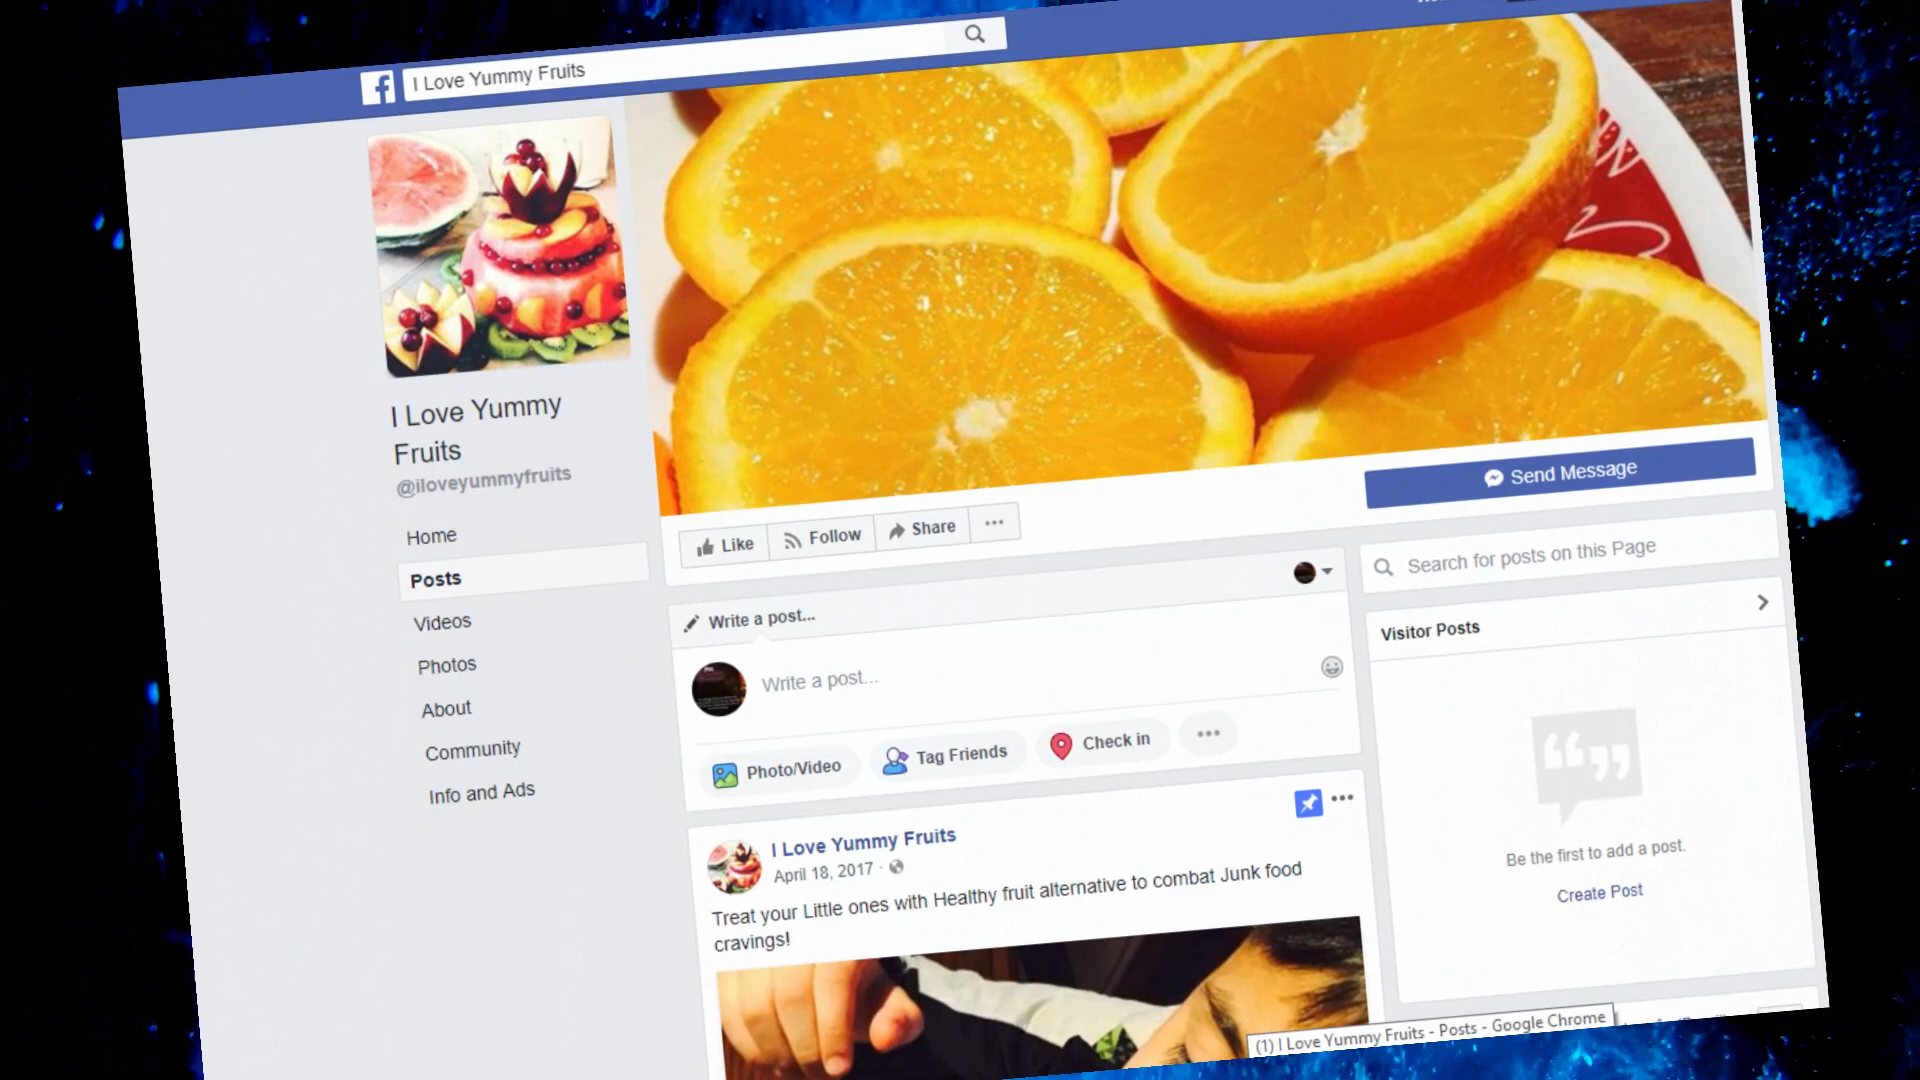 I Love Yummy Fruits
I Love Yummy
Fruits
@iloveyummyfruits
Home
Posts
Videos
Photos
About
Community
Info and Ads
Like
Follow
Share
Send Message
Write a post...
Write a post...
Photo/Video
Tag Friends
Check in
Search for posts on this Page
Visitor Posts
Be the first to add a post.
Create Post
I Love Yummy Fruits
April 18, 2017 ·
Treat your Little ones with Healthy fruit alternative to combat Junk food
cravings!
(1) I Love Yummy Fruits - Posts - Google Chrome